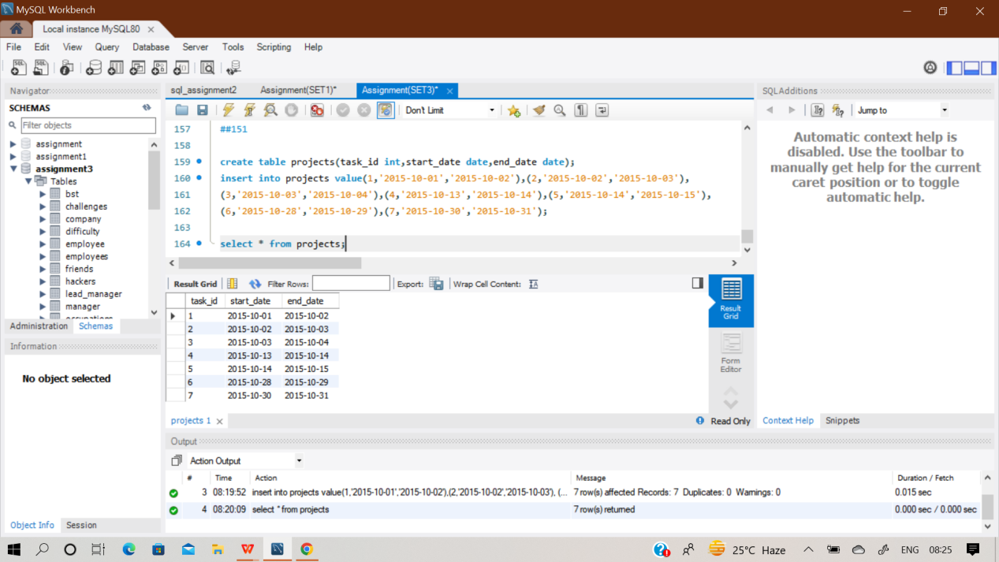 MySQL Workbench
Local instance MySQL80
File Edit View Query Database Server Tools Scripting Help
Navigator
SCHEMAS
Filter objects
assignment
assignment1
assignment3
Tables
bst
challenges
company
difficulty
employee
employees
friends
hackers
lead_manager
manager
occupations
Administration Schemas
Information
No object selected
Object Info Session
sql_assignment2 Assignment(SET1)* Assignment(SET3)*
Don't Limit
157 ##151
158
159 create table projects(task_id int,start_date date,end_date date);
160 insert into projects value(1,'2015-10-01','2015-10-02'),(2,'2015-10-02','2015-10-03'),
161 (3,'2015-10-03','2015-10-04'),(4,'2015-10-13','2015-10-14'),(5,'2015-10-14','2015-10-15'),
162 (6,'2015-10-28','2015-10-29'),(7,'2015-10-30','2015-10-31');
163
164 select * from projects;
Result Grid Filter Rows: Export: Wrap Cell Content:
task_id start_date end_date
1 2015-10-01 2015-10-02
2 2015-10-02 2015-10-03
3 2015-10-03 2015-10-04
4 2015-10-13 2015-10-14
5 2015-10-14 2015-10-15
6 2015-10-28 2015-10-29
7 2015-10-30 2015-10-31
Result
Grid
Form
Editor
projects 1
Read Only
SQLAdditions
Jump to
Automatic context help is
disabled. Use the toolbar to
manually get help for the current
caret position or to toggle
automatic help.
Context Help Snippets
Output
Action Output
# Time Action Message Duration / Fetch
3 08:19:52 insert into projects value(1,'2015-10-01','2015-10-02'),(2,'2015-10-02','2015-10-03'), (... 7 row(s) affected Records: 7 Duplicates: 0 Warnings: 0 0.015 sec
4 08:20:09 select * from projects 7 row(s) returned 0.000 sec / 0.000 sec
25°C Haze ENG 08:25